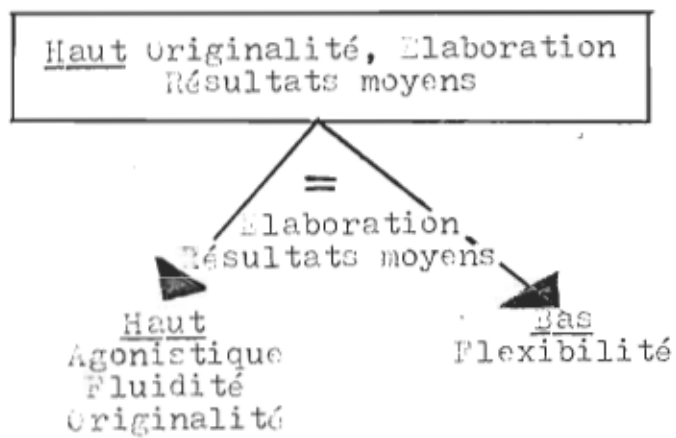 Haut Originalité, Elaboration
Résultats moyens
=
Elaboration
Résultats moyens
Haut
Agonistique
Fluidité
Originalité
Bas
Flexibilité